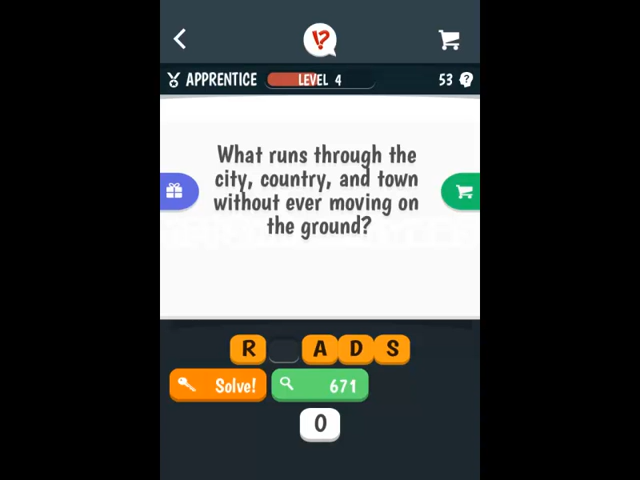 !?
APPRENTICE LEVEL 4 53 ?
What runs through the
city, country, and town
without ever moving on
the ground?
R ADS
Solve! 671
O